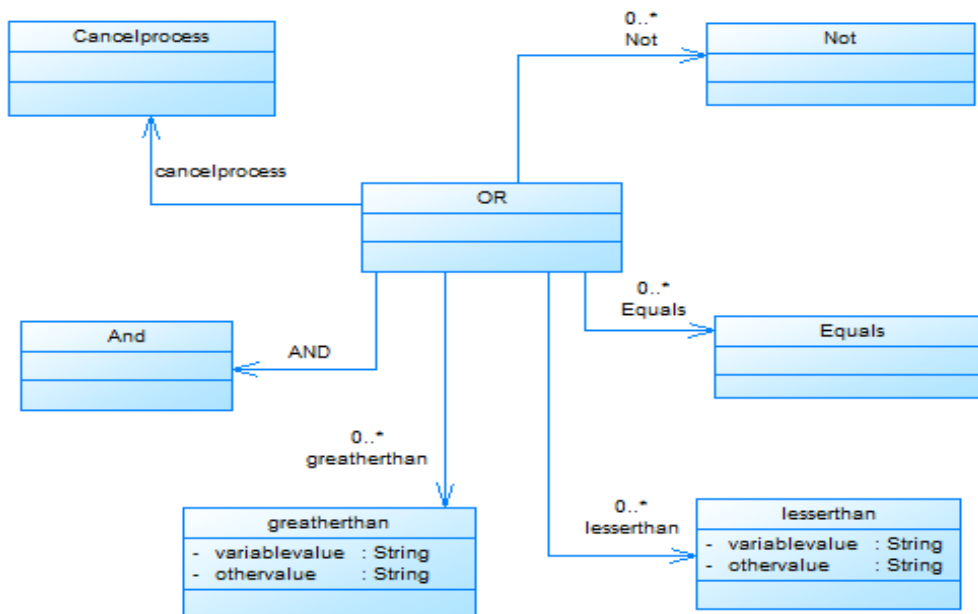 Cancelprocess
0..*
Not
Not
cancelprocess
OR
0..*
Equals
Equals
And
AND
0..*
greatherthan
greatherthan
- variablevalue : String
- othervalue : String
0..*
lesserthan
lesserthan
- variablevalue : String
- othervalue : String